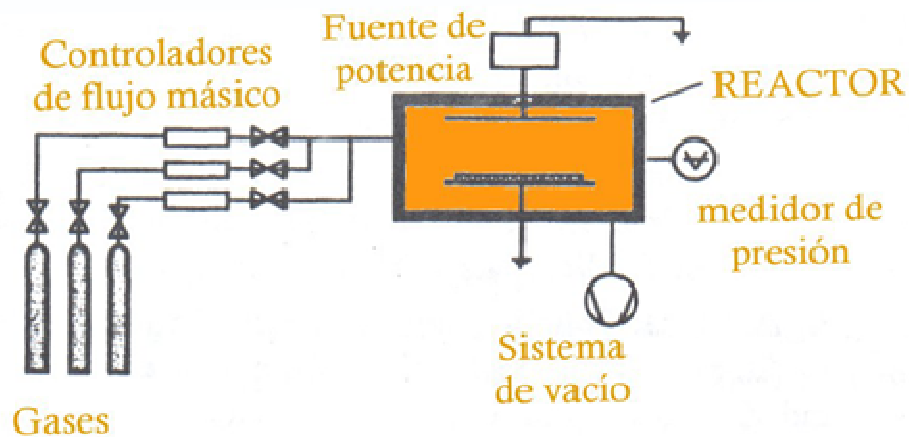 Controladores
de flujo másico
Fuente de
potencia
REACTOR
medidor de
presión
Sistema
de vacío
Gases